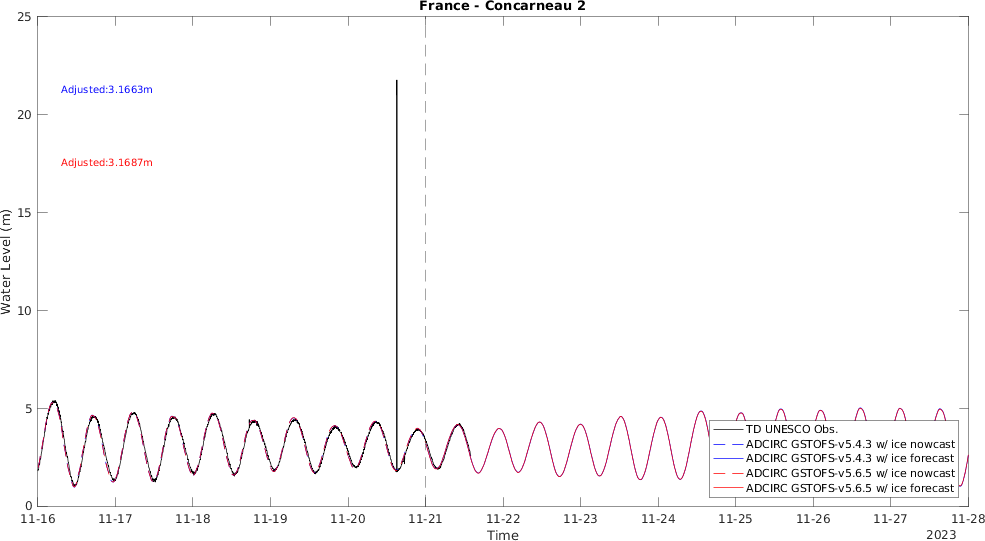 France - Concarneau 2
Adjusted:3.1663m
Adjusted:3.1687m
Water Level (m)
25
20
15
10
5
0
TD UNESCO Obs.
ADCIRC GSTOFS-v5.4.3 w/ ice nowcast
ADCIRC GSTOFS-v5.4.3 w/ ice forecast
ADCIRC GSTOFS-v5.6.5 w/ ice nowcast
ADCIRC GSTOFS-v5.6.5 w/ ice forecast
11-16 11-17 11-18 11-19 11-20 11-21 11-22 11-23 11-24 11-25 11-26 11-27 11-28
Time
2023